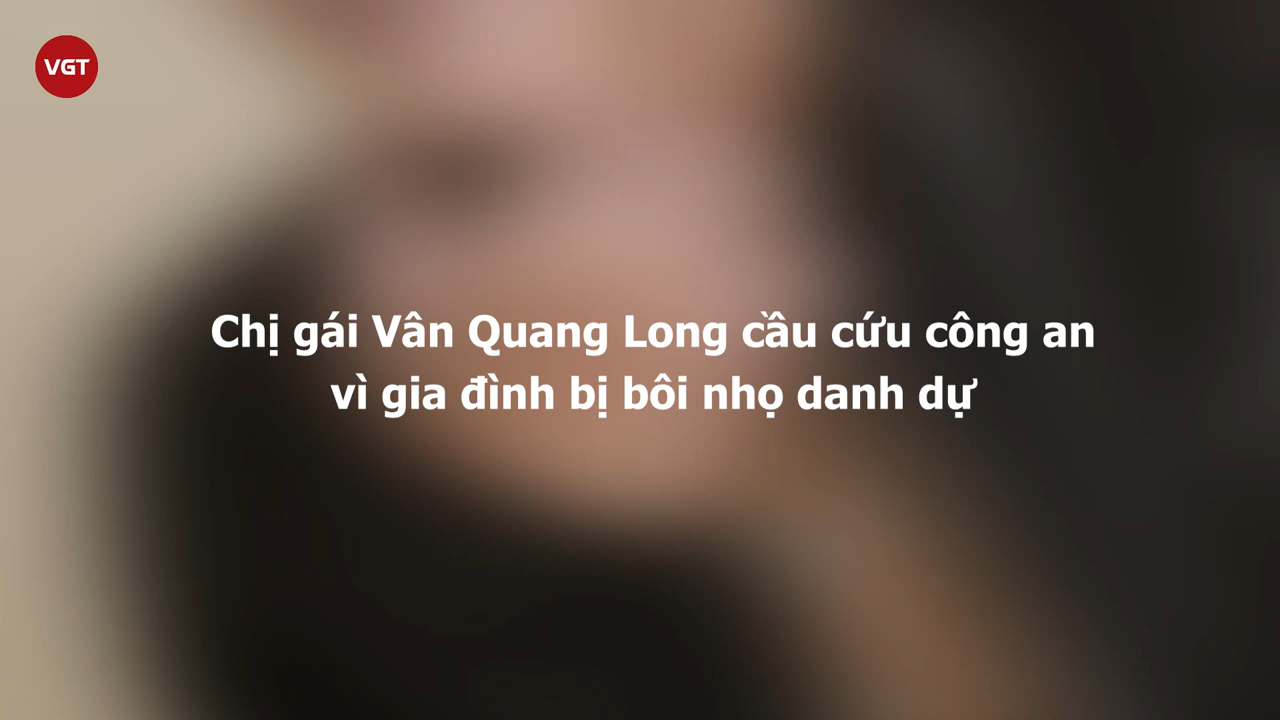 VGT
Chị gái Vân Quang Long cầu cứu công an
vì gia đình bị bôi nhọ danh dự